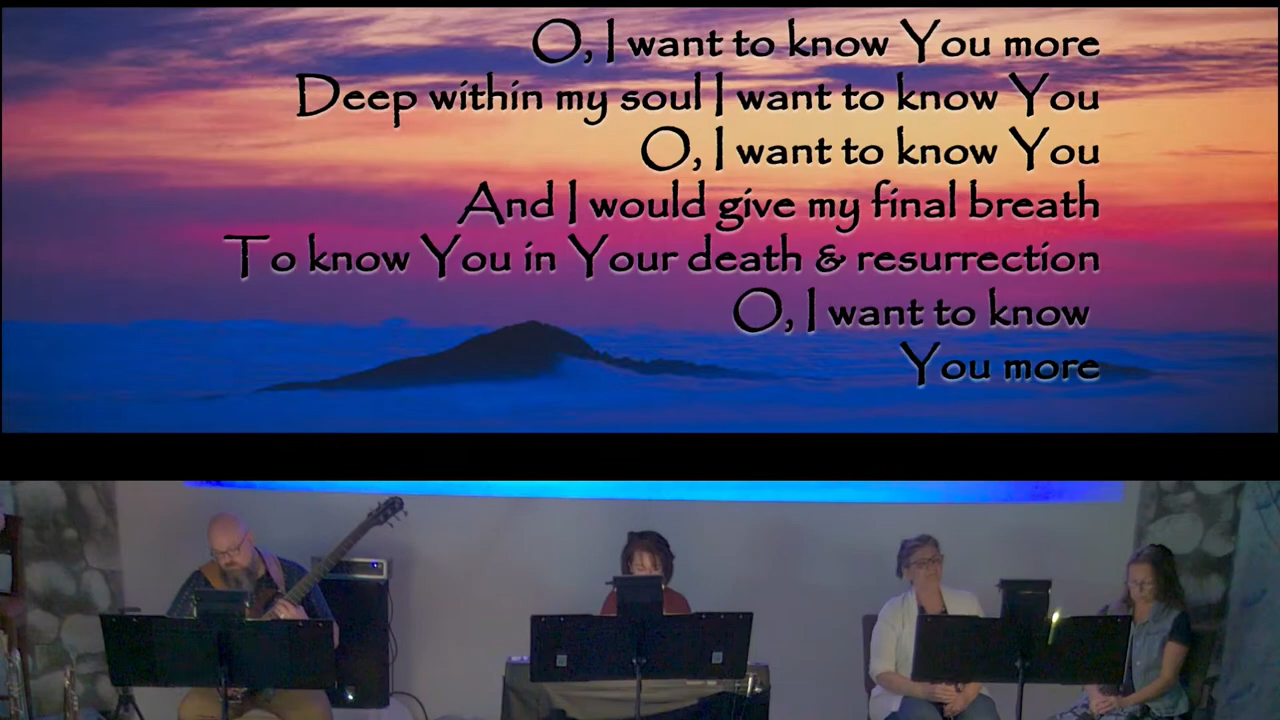 O, I want to know You more
Deep within my soul I want to know You
O, I want to know You
And I would give my final breath
To know You in Your death & resurrection
O, I want to know
You more